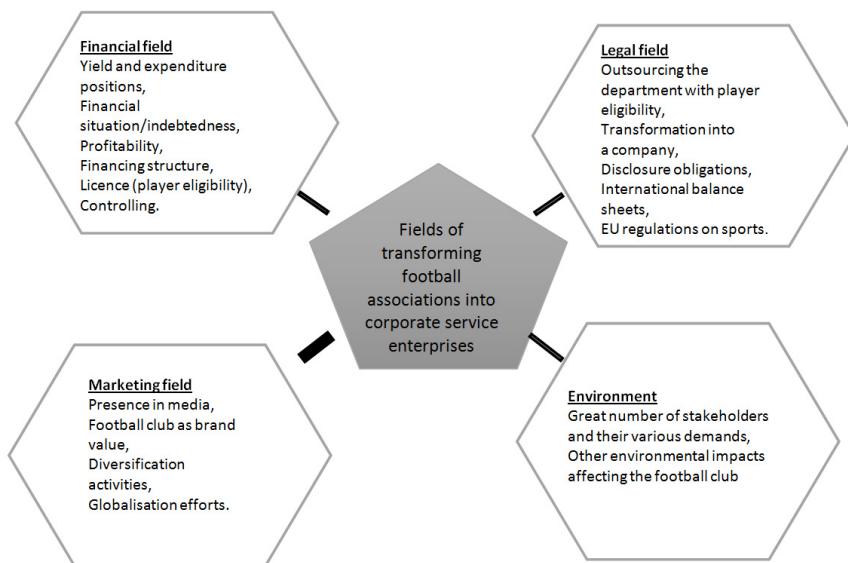 Financial field
Yield and expenditure
positions,
Financial
situation/indebtedness,
Profitability,
Financing structure,
Licence (player eligibility),
Controlling.
Legal field
Outsourcing the
department with player
eligibility,
Transformation into
a company,
Disclosure obligations,
International balance
sheets,
EU regulations on sports.
Fields of
transforming
football
associations into
corporate service
enterprises
Marketing field
Presence in media,
Football club as brand
value,
Diversification
activities,
Globalisation efforts.
Environment
Great number of stakeholders
and their various demands,
Other environmental impacts
affecting the football club